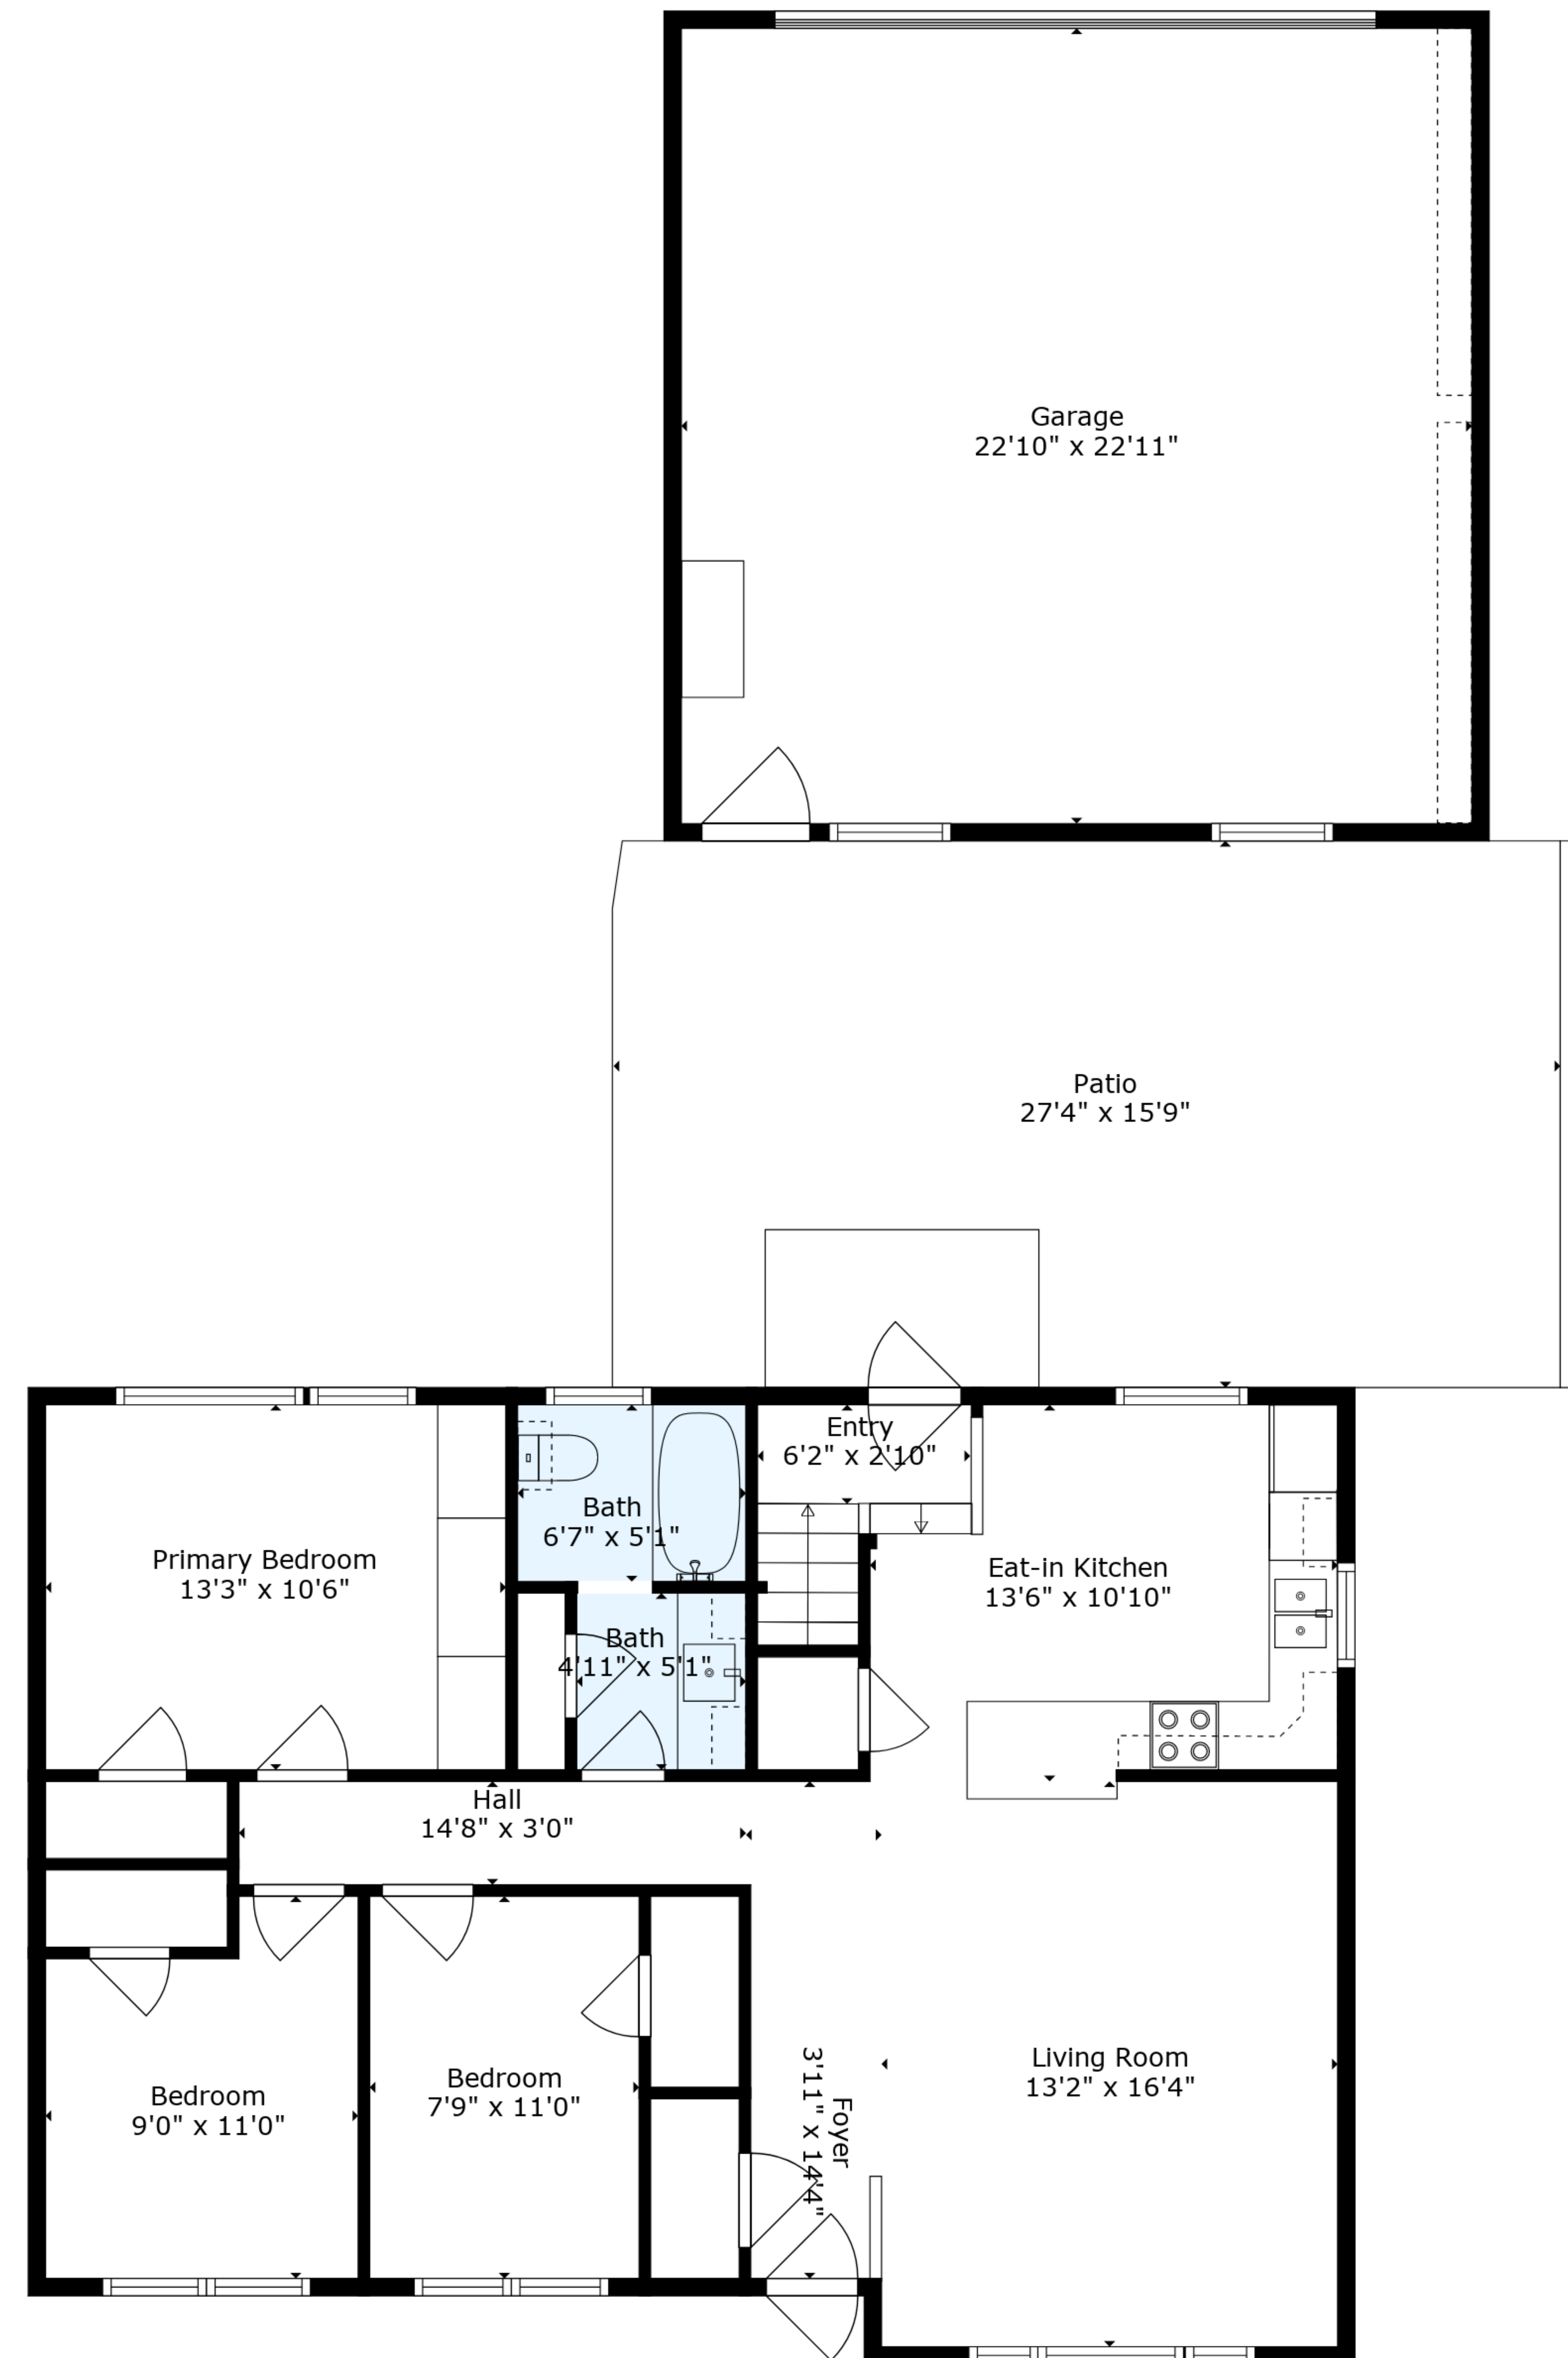 Garage
22'10" x 22'11"
Patio
27'4" x 15'9"
Entry
6'2" x 2'10"
Bath
6'7" x 5'1"
Primary Bedroom
13'3" x 10'6"
Eat-in Kitchen
13'6" x 10'10"
Bath
4'11" x 5'1"
Hall
14'8" x 3'0"
Living Room
13'2" x 16'4"
Bedroom
7'9" x 11'0"
Bedroom
9'0" x 11'0"
Foyer
3'11" x 14'4"